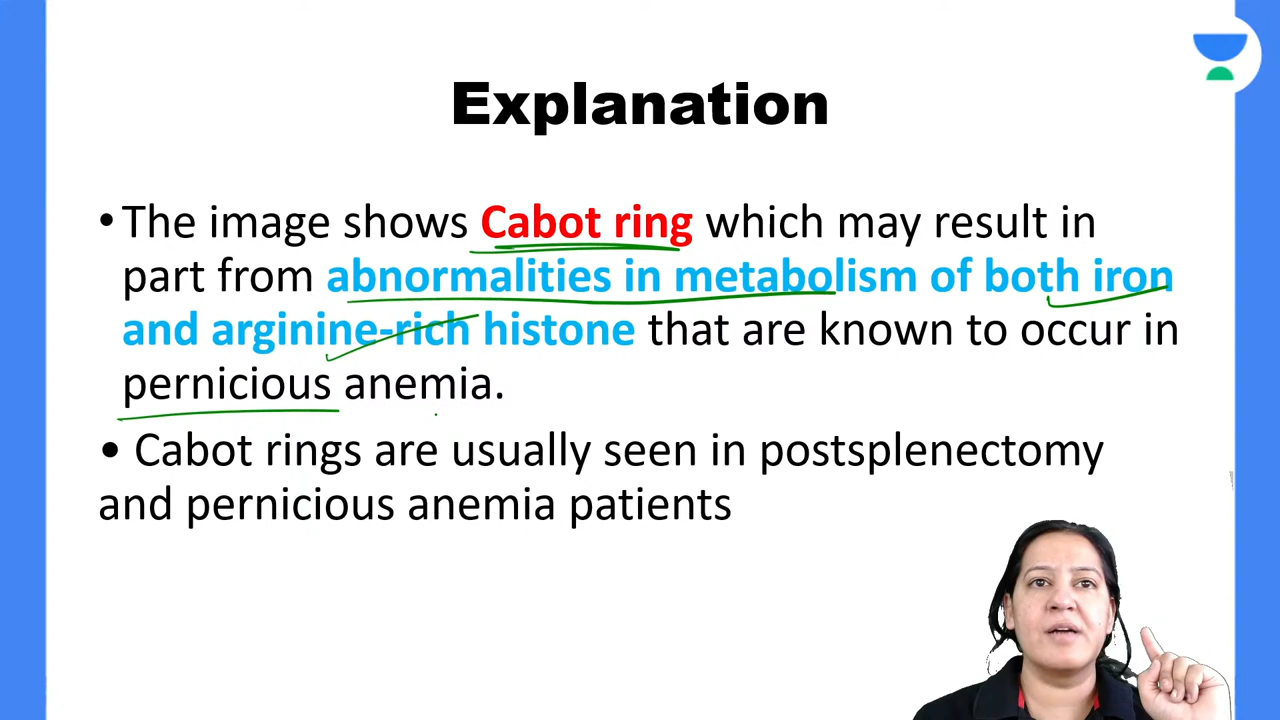 Explanation
• The image shows Cabot ring which may result in
part from abnormalities in metabolism of both iron
and arginine-rich histone that are known to occur in
pernicious anemia.
• Cabot rings are usually seen in postsplenectomy
and pernicious anemia patients